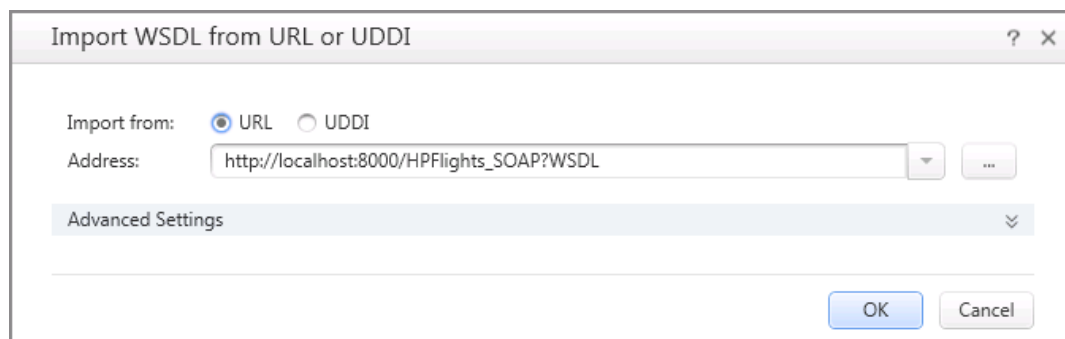 Import WSDL from URL or UDDI ?
Import from: URL UDDI
Address: http://localhost:8000/HPFlights_SOAP?WSDL ...
Advanced Settings
OK Cancel